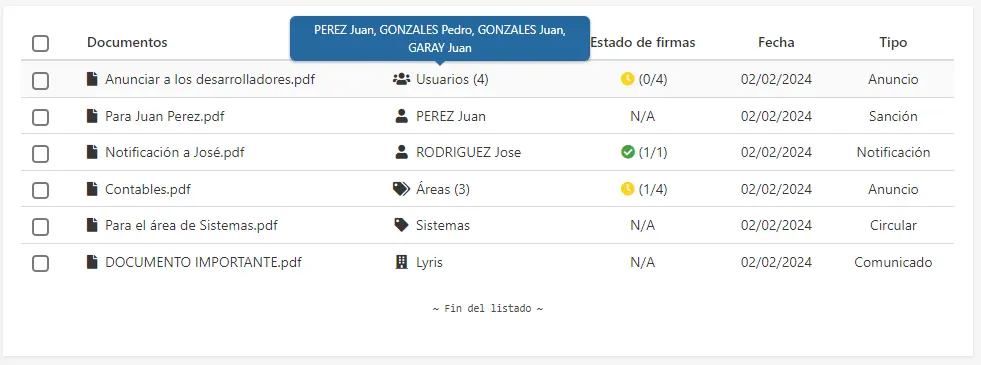 PEREZ Juan, GONZALES Pedro, GONZALES Juan,
GARAY Juan
Documentos Estado de firmas Fecha Tipo
Anunciar a los desarrolladores.pdf Usuarios (4) (0/4) 02/02/2024 Anuncio
Para Juan Perez.pdf PEREZ Juan N/A 02/02/2024 Sanción
Notificación a José.pdf RODRIGUEZ Jose (1/1) 02/02/2024 Notificación
Contables.pdf Áreas (3) (1/4) 02/02/2024 Anuncio
Para el área de Sistemas.pdf Sistemas N/A 02/02/2024 Circular
DOCUMENTO IMPORTANTE.pdf Lyris N/A 02/02/2024 Comunicado
~ Fin del listado ~